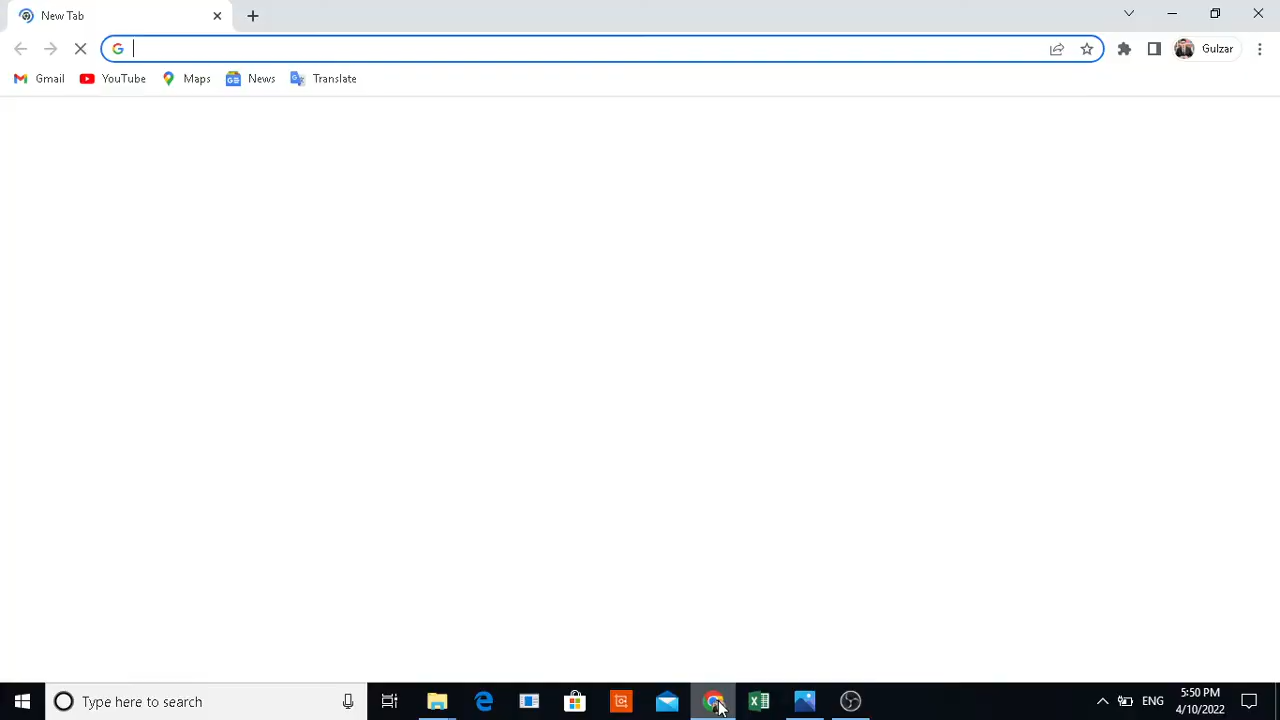 New Tab
Gulzar
Gmail YouTube Maps News Translate
Type here to search
ENG
5:50 PM
4/10/2022